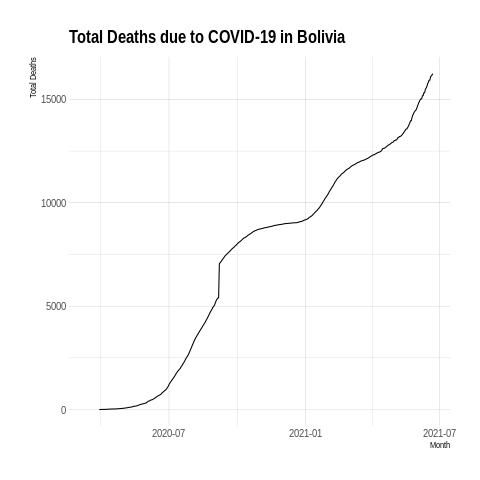 Total Deaths due to COVID-19 in Bolivia
Total Deaths
15000
10000
5000
0
2020-07 2021-01 2021-07
Month